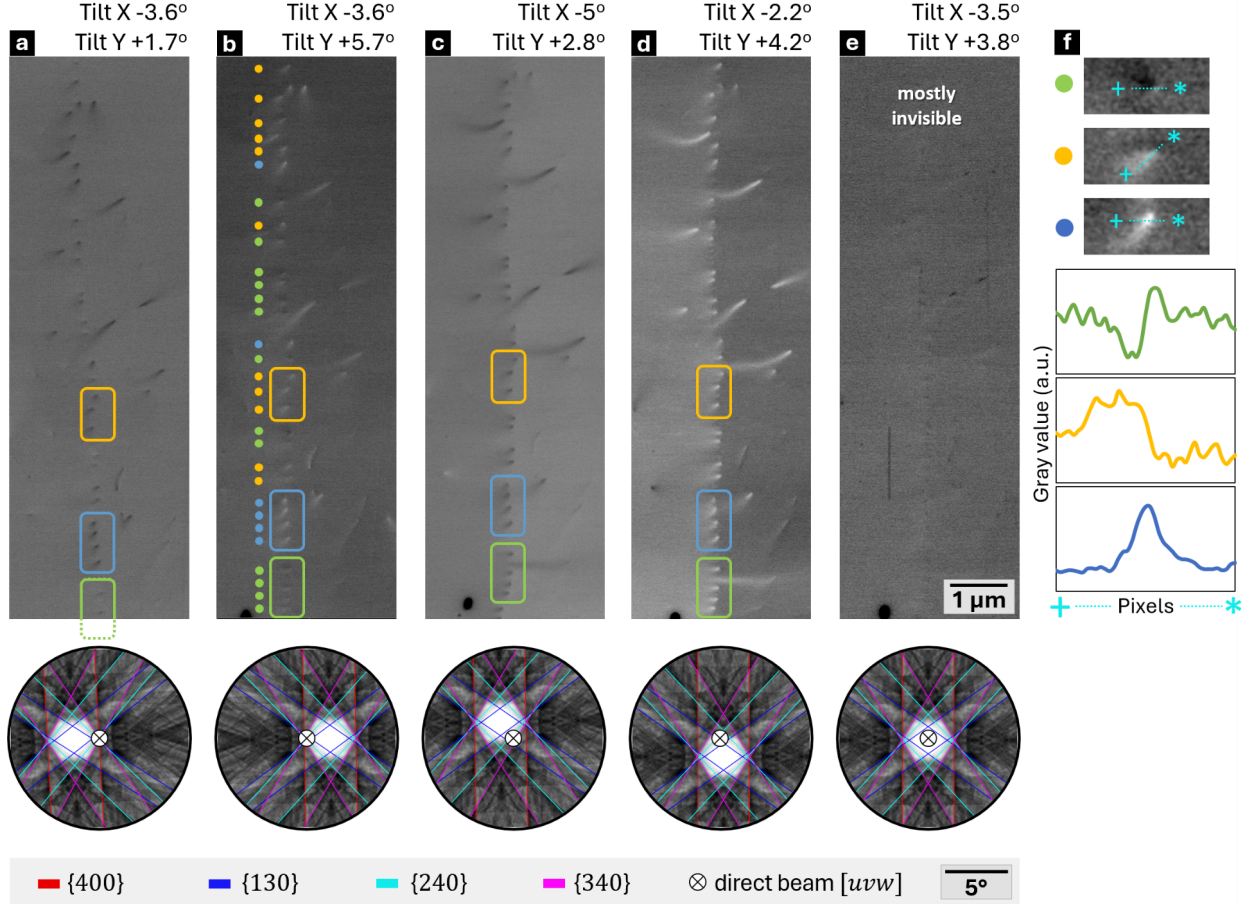 Tilt X -3.6°
Tilt Y +1.7°
Tilt X -3.6°
Tilt Y +5.7°
Tilt X -5°
Tilt Y +2.8°
Tilt X -2.2°
Tilt Y +4.2°
Tilt X -3.5°
Tilt Y +3.8°
a
b
c
d
e
f
mostly
invisible
1 µm
Gray value (a.u.)
+ Pixels *
{400}
{130}
{240}
{340}
direct beam [uvw]
5°